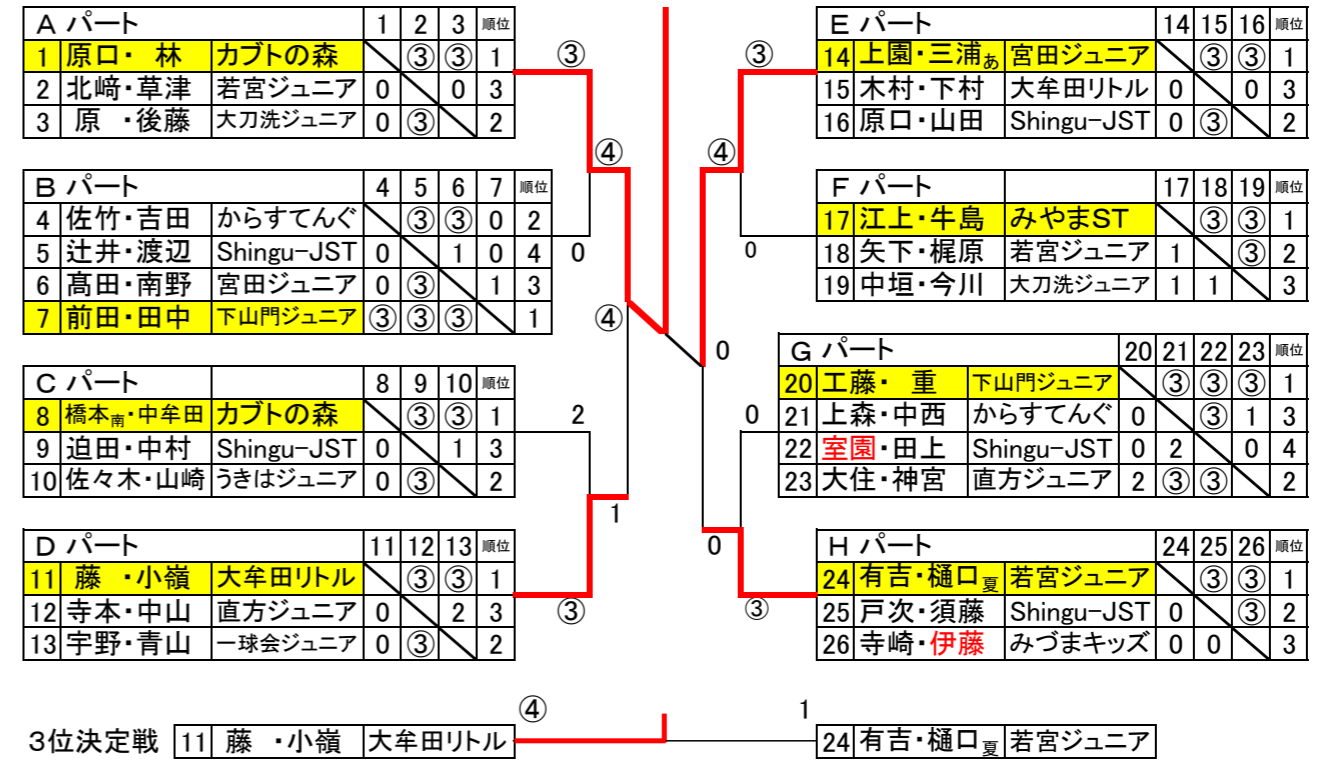 A パート 1 2 3 順位
1 原口・ 林 カブトの森 ③ ③ 1
2 北﨑・草津 若宮ジュニア 0 0 3
3 原 ・後藤 大刀洗ジュニア 0 ③ 2
B パート 4 5 6 7 順位
4 佐竹・吉田 からすてんぐ ③ ③ 0 2
5 辻井・渡辺 Shingu-JST 0 1 0 4
6 髙田・南野 宮田ジュニア 0 ③ 1 3
7 前田・田中 下山門ジュニア ③ ③ ③ 1
C パート 8 9 10 順位
8 橋本南・中牟田 カブトの森 ③ ③ 1
9 迫田・中村 Shingu-JST 0 1 3
10 佐々木・山崎 うきはジュニア 0 ③ 2
D パート 11 12 13 順位
11 藤 ・小嶺 大牟田リトル ③ ③ 1
12 寺本・中山 直方ジュニア 0 2 3
13 宇野・青山 一球会ジュニア 0 ③ 2
③
④
0
④
2
1
③
③
④
0
0
0
0
③
E パート 14 15 16 順位
14 上園・三浦あ 宮田ジュニア ③ ③ 1
15 木村・下村 大牟田リトル 0 0 3
16 原口・山田 Shingu-JST 0 ③ 2
F パート 17 18 19 順位
17 江上・牛島 みやまST ③ ③ 1
18 矢下・梶原 若宮ジュニア 1 ③ 2
19 中垣・今川 大刀洗ジュニア 1 1 3
G パート 20 21 22 23 順位
20 工藤・ 重 下山門ジュニア ③ ③ ③ 1
21 上森・中西 からすてんぐ 0 ③ 1 3
22 室園・田上 Shingu-JST 0 2 0 4
23 大住・神宮 直方ジュニア 2 ③ ③ 2
H パート 24 25 26 順位
24 有吉・樋口夏 若宮ジュニア ③ ③ 1
25 戸次・須藤 Shingu-JST 0 ③ 2
26 寺崎・伊藤 みづまキッズ 0 0 3
3位決定戦 11 藤 ・小嶺 大牟田リトル ④ 1 24 有吉・樋口夏 若宮ジュニア